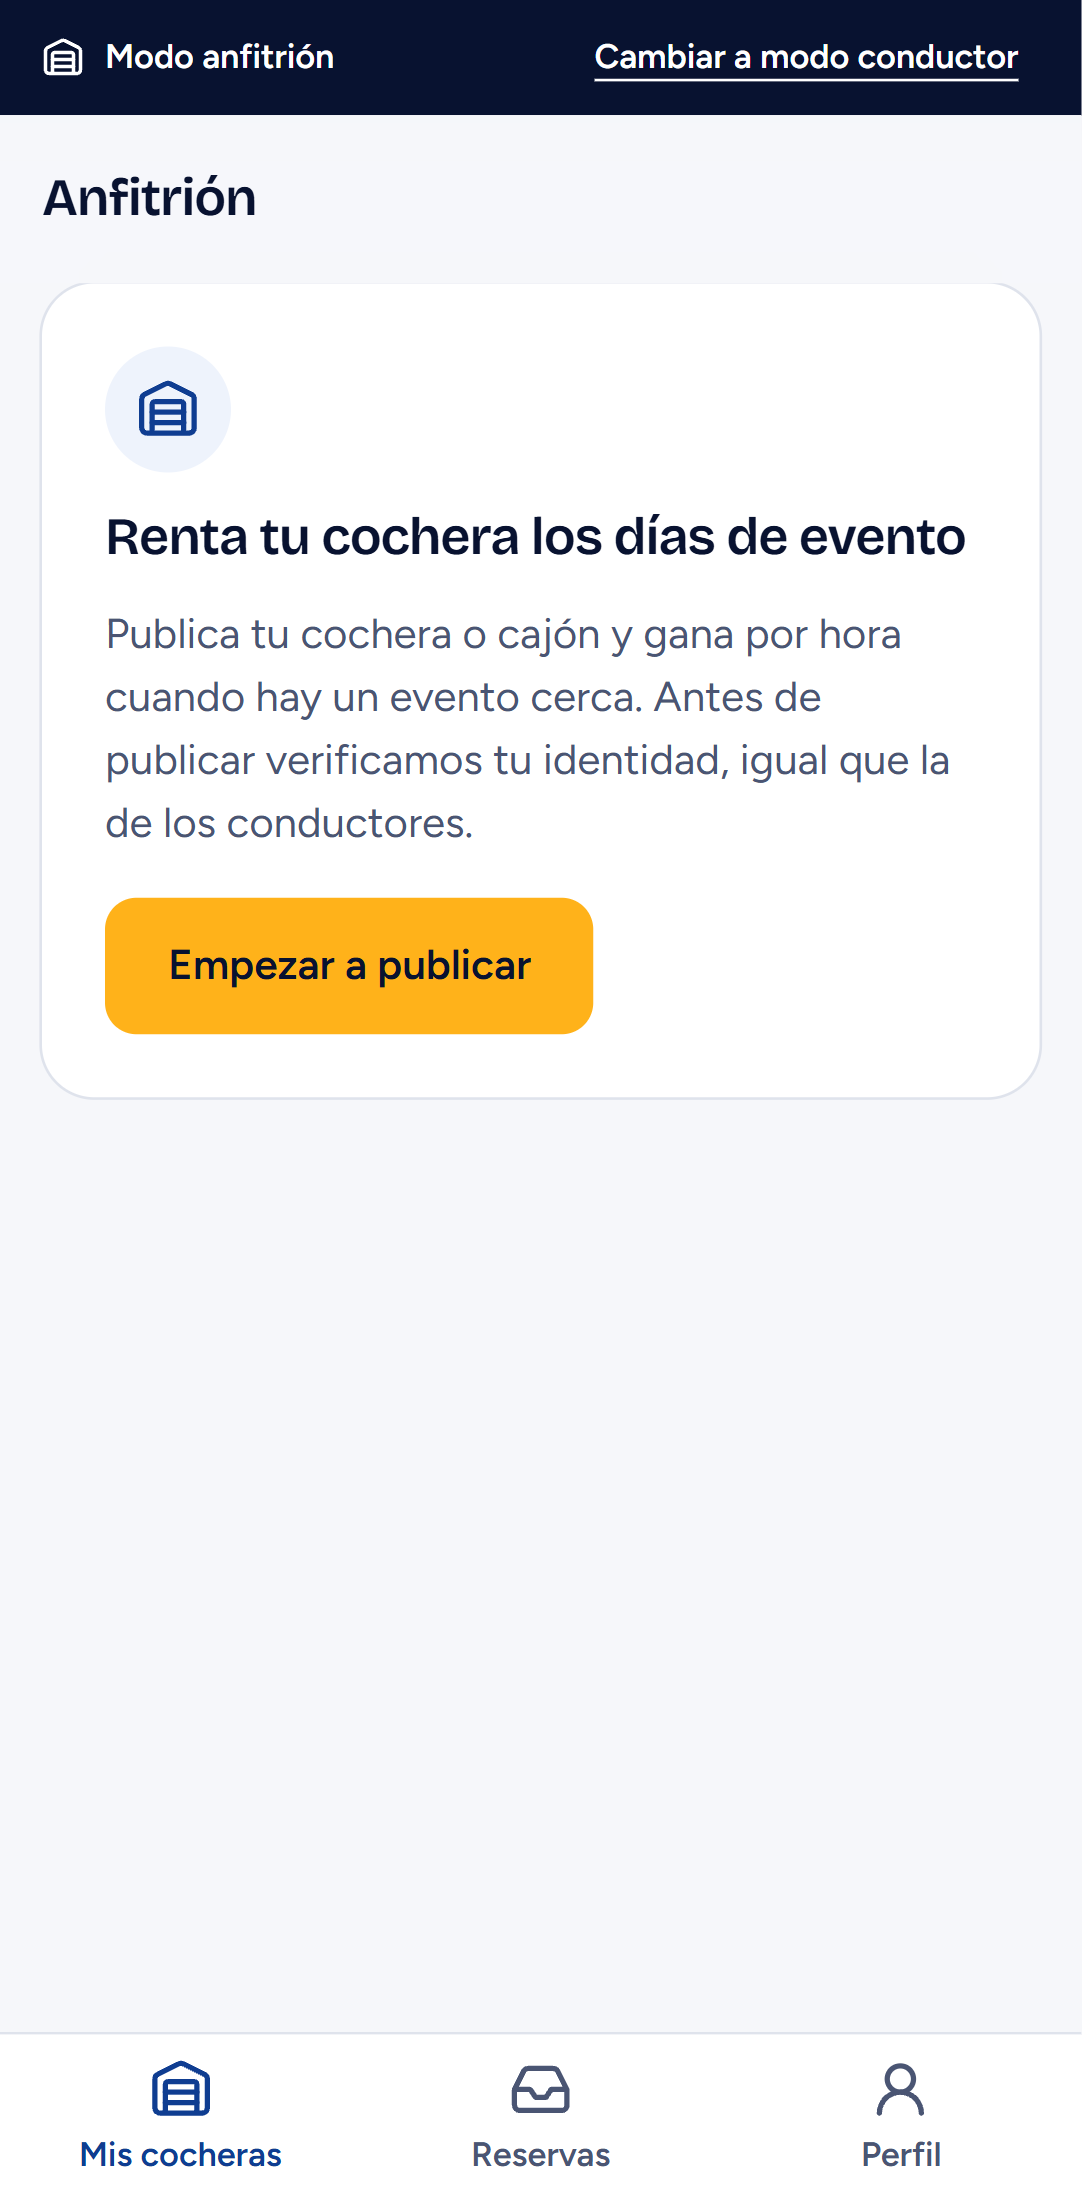 Modo anfitrión
Cambiar a modo conductor
Anfitrión
Renta tu cochera los días de evento
Publica tu cochera o cajón y gana por hora
cuando hay un evento cerca. Antes de
publicar verificamos tu identidad, igual que la
de los conductores.
Empezar a publicar
Mis cocheras
Reservas
Perfil